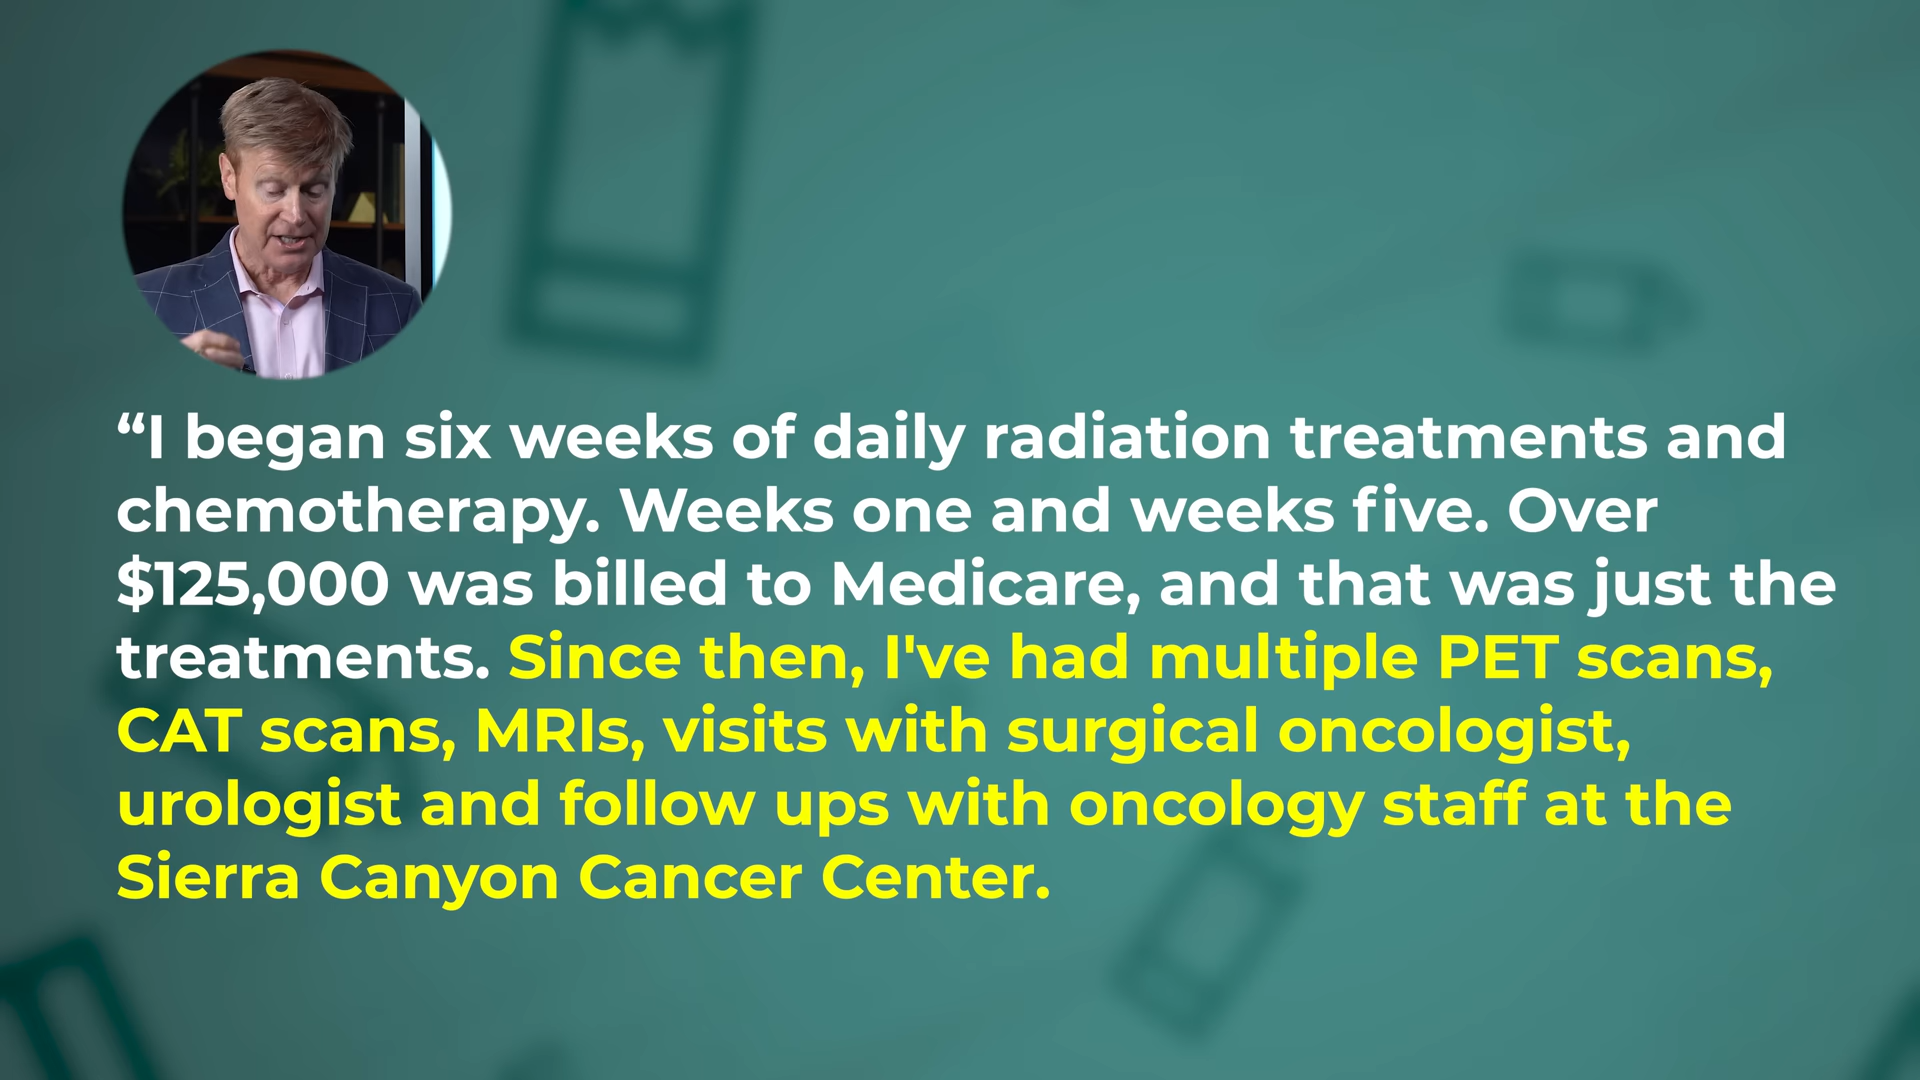 “I began six weeks of daily radiation treatments and
chemotherapy. Weeks one and weeks five. Over
$125,000 was billed to Medicare, and that was just the
treatments. Since then, I've had multiple PET scans,
CAT scans, MRIs, visits with surgical oncologist,
urologist and follow ups with oncology staff at the
Sierra Canyon Cancer Center.